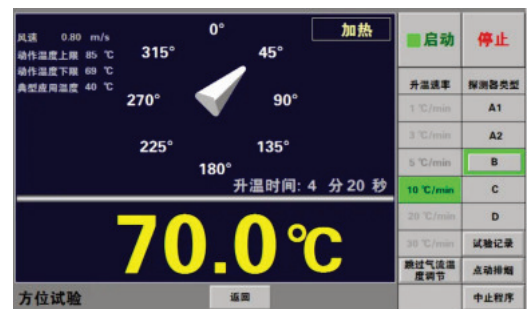 风速 0.80 m/s
动作温度上限 85 ℃
动作温度下限 69 ℃
典型应用温度 40 ℃
加热
0°
45°
90°
135°
180°
225°
270°
315°
升温时间: 4 分 20 秒
70.0℃
方位试验
返回
启动
停止
升温速率
探测器类型
1 ℃/min
A1
3 ℃/min
A2
5 ℃/min
B
10 ℃/min
C
20 ℃/min
D
30 ℃/min
试验记录
跳过气流温
度调节
点动排烟
中止程序